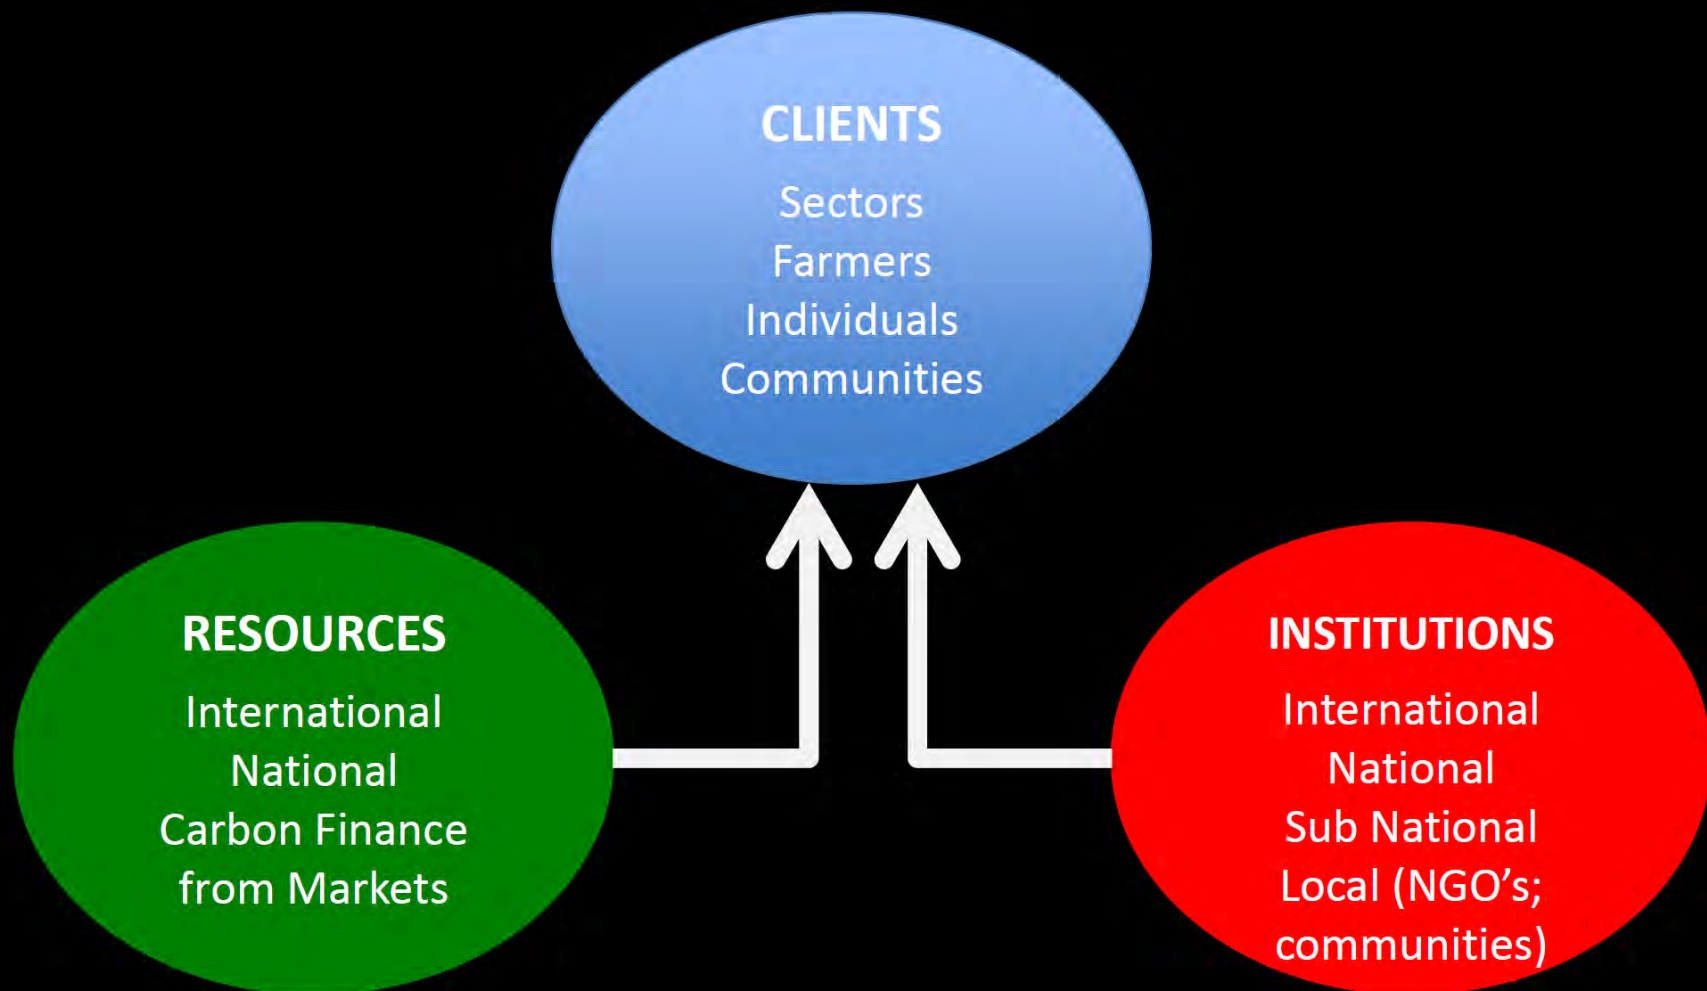 CLIENTS
Sectors
Farmers
Individuals
Communities
RESOURCES
International
National
Carbon Finance
from Markets
INSTITUTIONS
International
National
Sub National
Local (NGO’s;
communities)